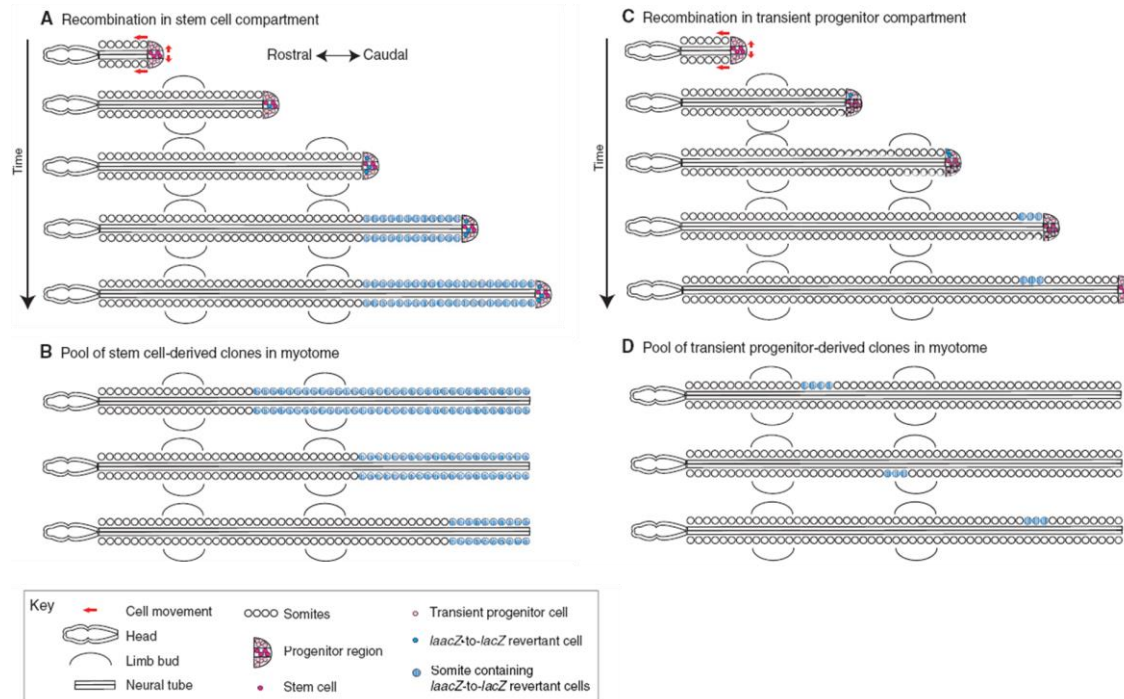 A Recombination in stem cell compartment
Rostral Caudal
Time
B Pool of stem cell-derived clones in myotome
C Recombination in transient progenitor compartment
Time
D Pool of transient progenitor-derived clones in myotome
Key
Cell movement
Head
Limb bud
Neural tube
Somites
Progenitor region
Stem cell
Transient progenitor cell
laacZ-to-lacZ revertant cell
Somite containing
laacZ-to-lacZ revertant cells